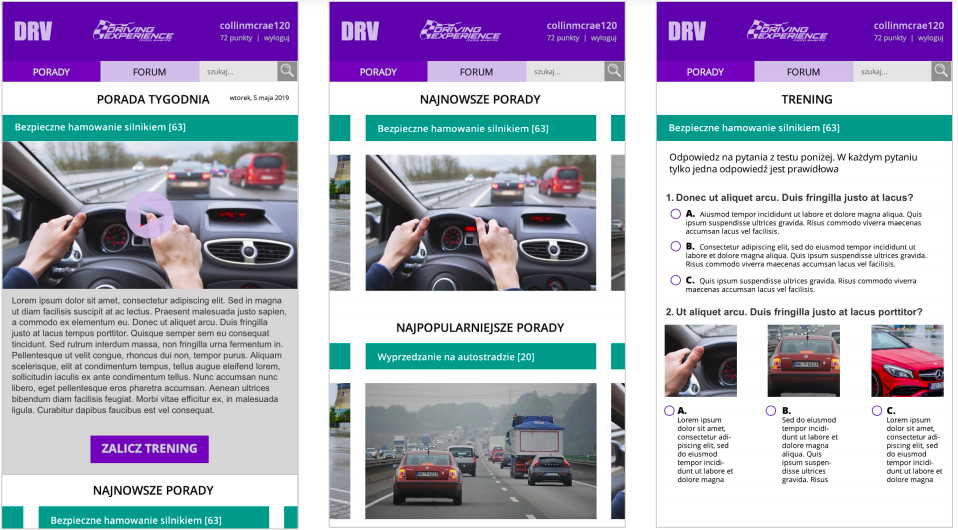 DRV
DRIVING
EXPERIENCE
collinmcrae120
72 punkty | wyloguj
PORADY
FORUM
szukaj...
PORADA TYGODNIA
wtorek, 5 maja 2019
Bezpieczne hamowanie silnikiem [63]
Lorem ipsum dolor sit amet, consectetur adipiscing elit. Sed in magna
ut diam facilisis suscipit at ac lectus. Praesent malesuada justo sapien,
a commodo ex elementum eu. Donec ut aliquet arcu. Duis fringilla
justo at lacus tempus porttitor. Quisque semper sem eu consequat
tincidunt. Sed rutrum interdum massa, non fringilla urna fermentum in.
Pellentesque ut velit congue, rhoncus dui non, tempor purus. Aliquam
scelerisque, elit at condimentum tempus, tellus augue eleifend lorem,
sollicitudin iaculis ex ante condimentum tellus. Nunc accumsan nunc
libero, eget pellentesque eros pharetra accumsan. Aenean ultrices
bibendum diam facilisis feugiat. Morbi vitae efficitur ex, in malesuada
ligula. Curabitur dapibus faucibus est vel consequat.
ZALICZ TRENING
NAJNOWSZE PORADY
Bezpieczne hamowanie silnikiem [63]
DRV
DRIVING
EXPERIENCE
collinmcrae120
72 punkty | wyloguj
PORADY
FORUM
szukaj...
NAJNOWSZE PORADY
Bezpieczne hamowanie silnikiem [63]
NAJPOPULARNIEJSZE PORADY
Wyprzedzanie na autostradzie [20]
DRV
DRIVING
EXPERIENCE
collinmcrae120
72 punkty | wyloguj
PORADY
FORUM
szukaj...
TRENING
Bezpieczne hamowanie silnikiem [63]
Odpowiedz na pytania z testu poniżej. W każdym pytaniu
tylko jedna odpowiedź jest prawidłowa
1. Donec ut aliquet arcu. Duis fringilla justo at lacus?
A. Aiusmod tempor incididunt ut labore et dolore magna aliqua. Quis
ipsum suspendisse ultrices gravida. Risus commodo viverra maecenas
accumsan lacus vel facilisis.
B. Consectetur adipiscing elit, sed do eiusmod tempor incididunt ut
labore et dolore magna aliqua. Quis ipsum suspendisse ultrices gravida.
Risus commodo viverra maecenas accumsan lacus vel facilisis.
C. Quis ipsum suspendisse ultrices gravida. Risus commodo viverra
maecenas accumsan lacus vel facilisis.
2. Ut aliquet arcu. Duis fringilla justo at lacus porttitor?
A.
Lorem ipsum
dolor sit amet,
consectetur adi-
piscing elit, sed
do eiusmod
tempor incidi-
dunt ut labore et
dolore magna
B.
Sed do eiusmod
tempor incidi-
dunt ut labore et
dolore magna
aliqua. Quis
ipsum suspen-
disse ultrices
gravida. Risus
C.
Lorem ipsum
dolor sit amet,
consectetur adi-
piscing elit, sed
do eiusmod
tempor incidi-
dunt ut labore et
dolore magna